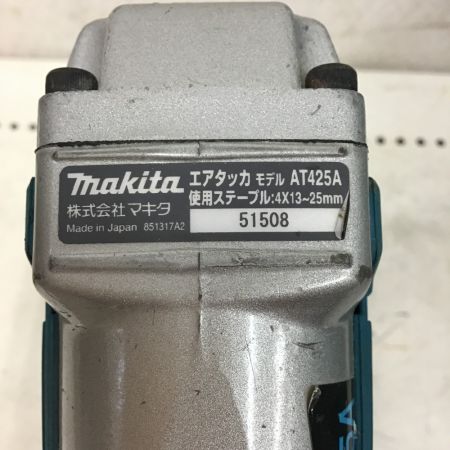 makita エアタッカ モデル AT425A
株式会社 マキタ 使用ステープル:4X13~25mm
Made in Japan 851317A2 51508